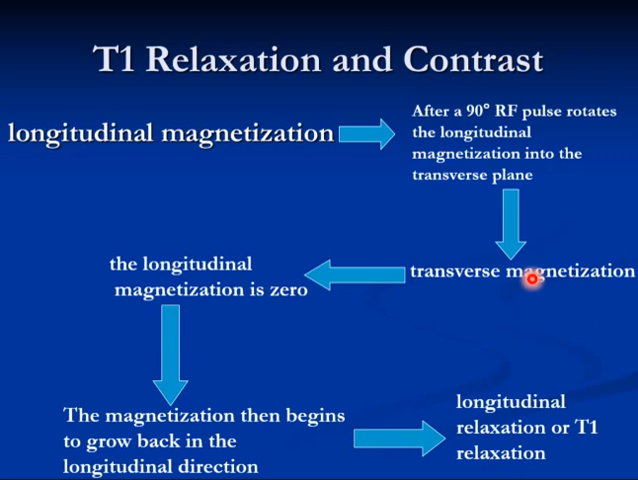 T1 Relaxation and Contrast
longitudinal magnetization
After a 90° RF pulse rotates
the longitudinal
magnetization into the
transverse plane
transverse magnetization
the longitudinal
magnetization is zero
The magnetization then begins
to grow back in the
longitudinal direction
longitudinal
relaxation or T1
relaxation